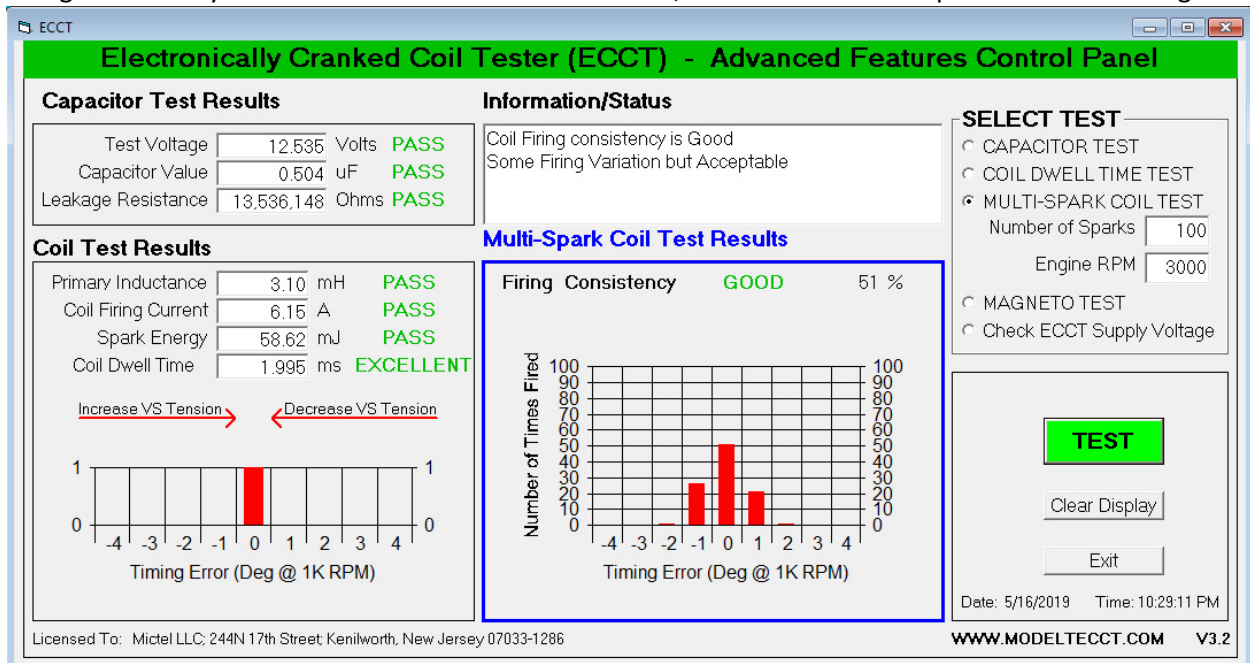 ECCT
Electronically Cranked Coil Tester (ECCT) - Advanced Features Control Panel
Capacitor Test Results
Test Voltage 12.535 Volts PASS
Capacitor Value 0.504 uF PASS
Leakage Resistance 13,536,148 Ohms PASS
Information/Status
Coil Firing consistency is Good
Some Firing Variation but Acceptable
SELECT TEST
CAPACITOR TEST
COIL DWELL TIME TEST
MULTI-SPARK COIL TEST
Number of Sparks 100
Engine RPM 3000
MAGNETO TEST
Check ECCT Supply Voltage
Coil Test Results
Primary Inductance 3.10 mH PASS
Coil Firing Current 6.15 A PASS
Spark Energy 58.62 mJ PASS
Coil Dwell Time 1.995 ms EXCELLENT
Increase VS Tension Decrease VS Tension
1 1
0 0
-4 -3 -2 -1 0 1 2 3 4
Timing Error (Deg @ 1K RPM)
Multi-Spark Coil Test Results
Firing Consistency GOOD 51 %
Number of Times Fired
100 100
90 90
80 80
70 70
60 60
50 50
40 40
30 30
20 20
10 10
0 0
-4 -3 -2 -1 0 1 2 3 4
Timing Error (Deg @ 1K RPM)
TEST
Clear Display
Exit
Date: 5/16/2019 Time: 10:29:11 PM
Licensed To: Mictel LLC; 244N 17th Street; Kenilworth, New Jersey 07033-1286
WWW.MODELTECCT.COM V3.2